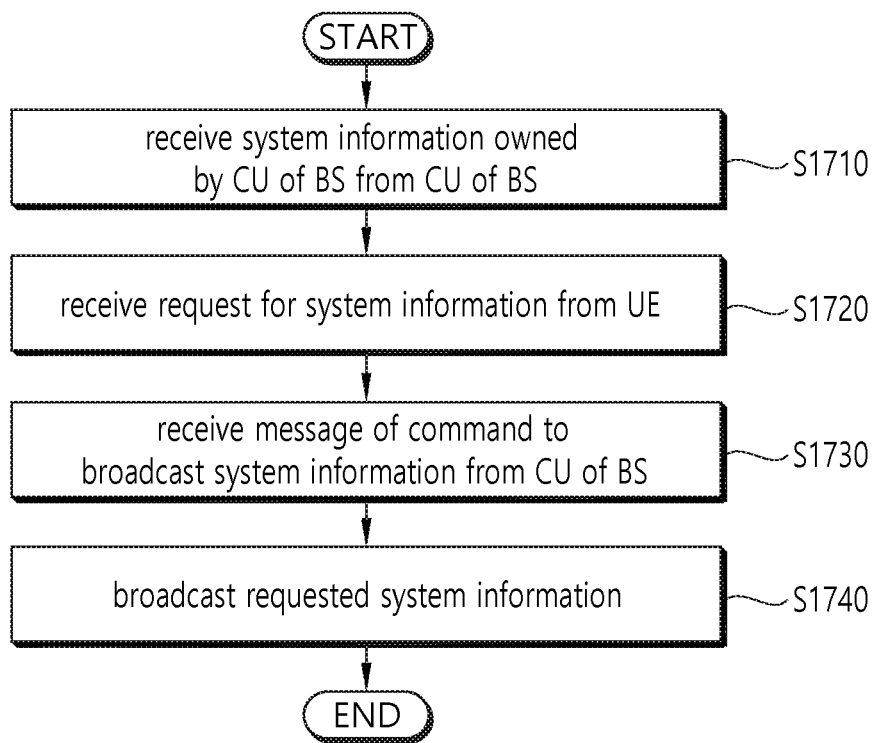 START
receive system information owned
by CU of BS from CU of BS
S1710
receive request for system information from UE
S1720
receive message of command to
broadcast system information from CU of BS
S1730
broadcast requested system information
S1740
END